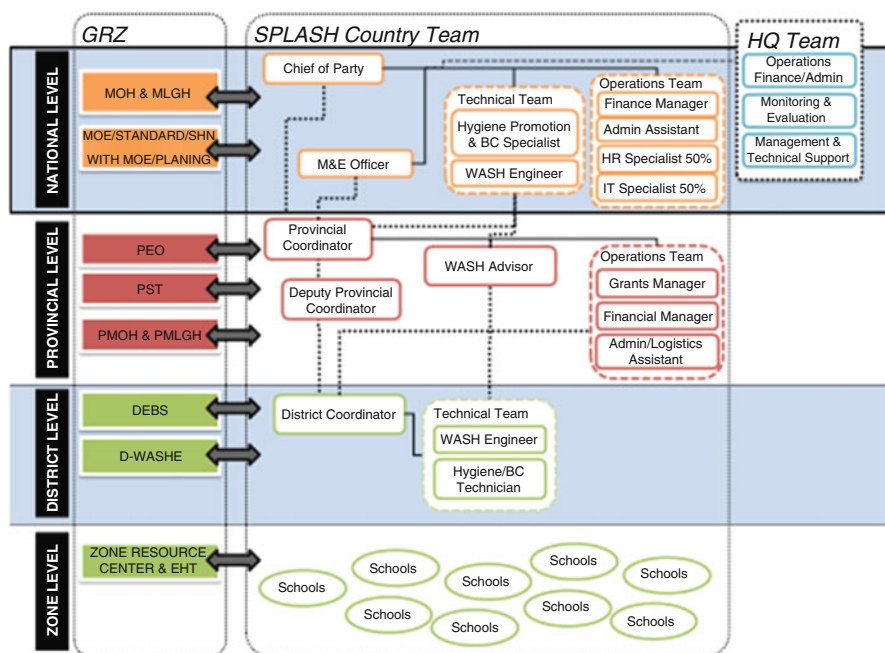 GRZ
SPLASH Country Team
HQ Team
NATIONAL LEVEL
MOH & MLGH
MOE/STANDARD/SHN
WITH MOE/PLANING
Chief of Party
M&E Officer
Technical Team
Hygiene Promotion
& BC Specialist
WASH Engineer
Operations Team
Finance Manager
Admin Assistant
HR Specialist 50%
IT Specialist 50%
Operations
Finance/Admin
Monitoring &
Evaluation
Management &
Technical Support
PROVINCIAL LEVEL
PEO
PST
PMOH & PMLGH
Provincial
Coordinator
Deputy Provincial
Coordinator
WASH Advisor
Operations Team
Grants Manager
Financial Manager
Admin/Logistics
Assistant
DISTRICT LEVEL
DEBS
D-WASHE
District Coordinator
Technical Team
WASH Engineer
Hygiene/BC
Technician
ZONE LEVEL
ZONE RESOURCE
CENTER & EHT
Schools
Schools
Schools
Schools
Schools
Schools
Schools
Schools
Schools